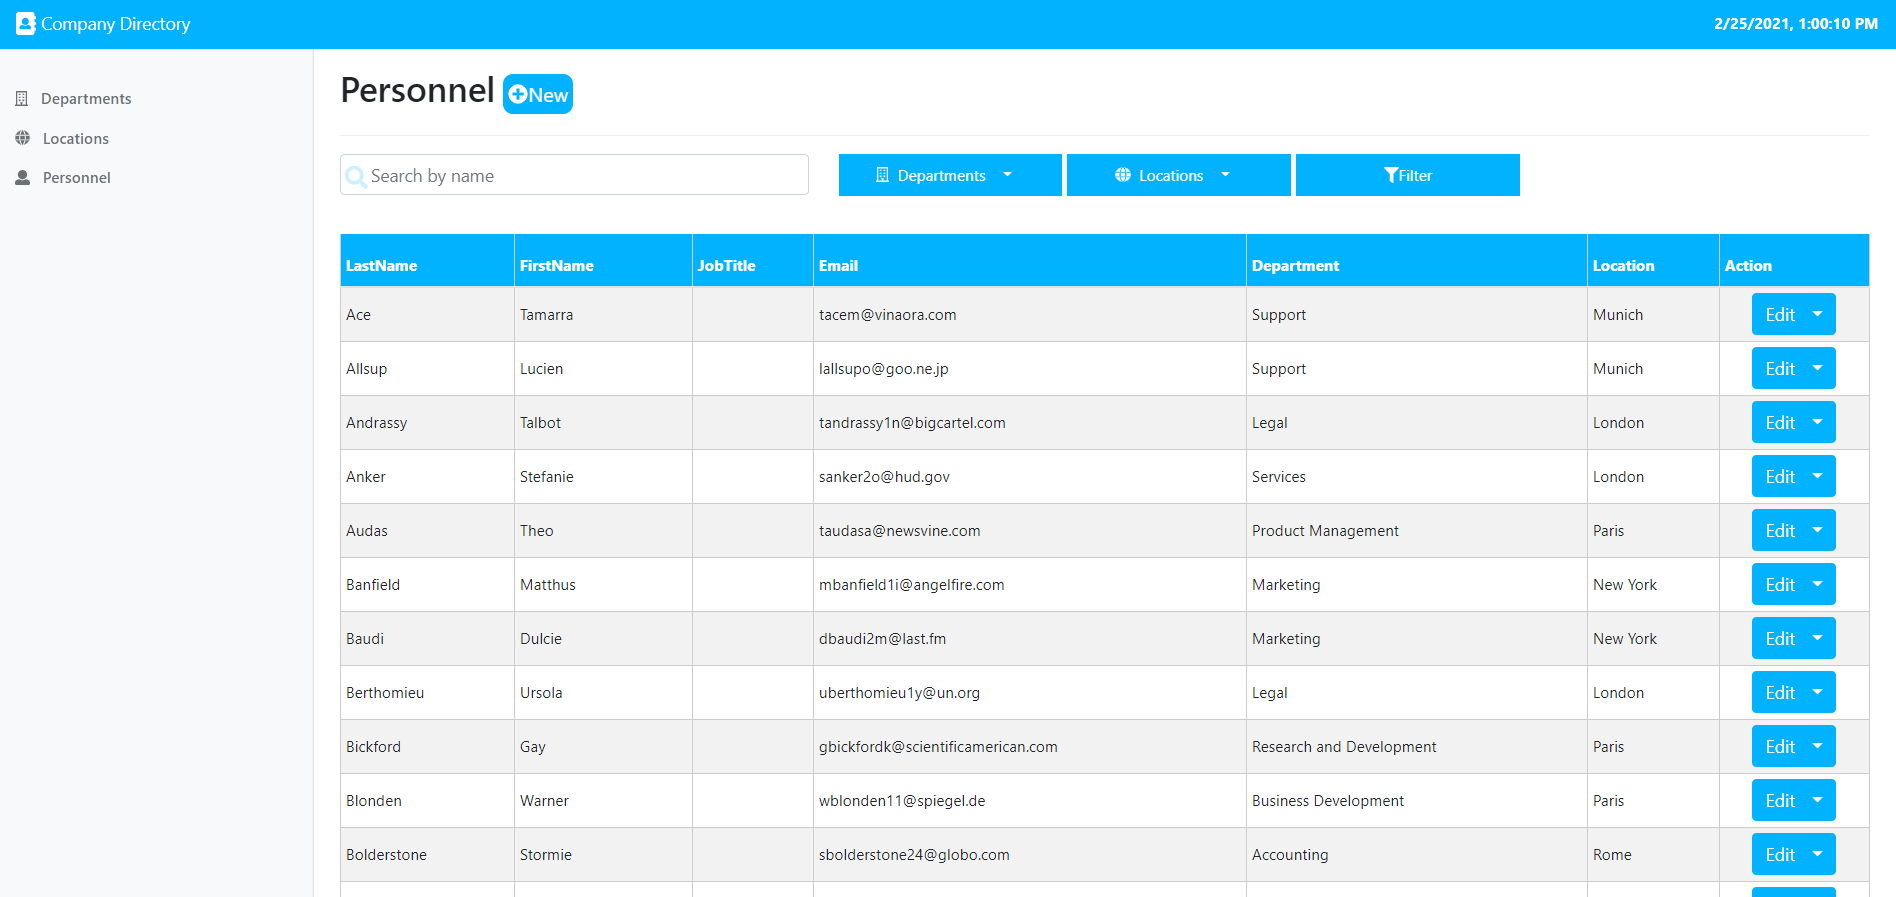 Company Directory
2/25/2021, 1:00:10 PM
Departments
Locations
Personnel
Personnel New
Search by name
Departments
Locations
Filter
LastName FirstName JobTitle Email Department Location Action
Ace Tamarra tacem@vinaora.com Support Munich Edit
Allsup Lucien lallsupo@goo.ne.jp Support Munich Edit
Andrassy Talbot tandrassy1n@bigcartel.com Legal London Edit
Anker Stefanie sanker2o@hud.gov Services London Edit
Audas Theo taudasa@newsvine.com Product Management Paris Edit
Banfield Matthus mbanfield1i@angelfire.com Marketing New York Edit
Baudi Dulcie dbaudi2m@last.fm Marketing New York Edit
Berthomieu Ursola uberthomieu1y@un.org Legal London Edit
Bickford Gay gbickfordk@scientificamerican.com Research and Development Paris Edit
Blonden Warner wblonden11@spiegel.de Business Development Paris Edit
Bolderstone Stormie sbolderstone24@globo.com Accounting Rome Edit